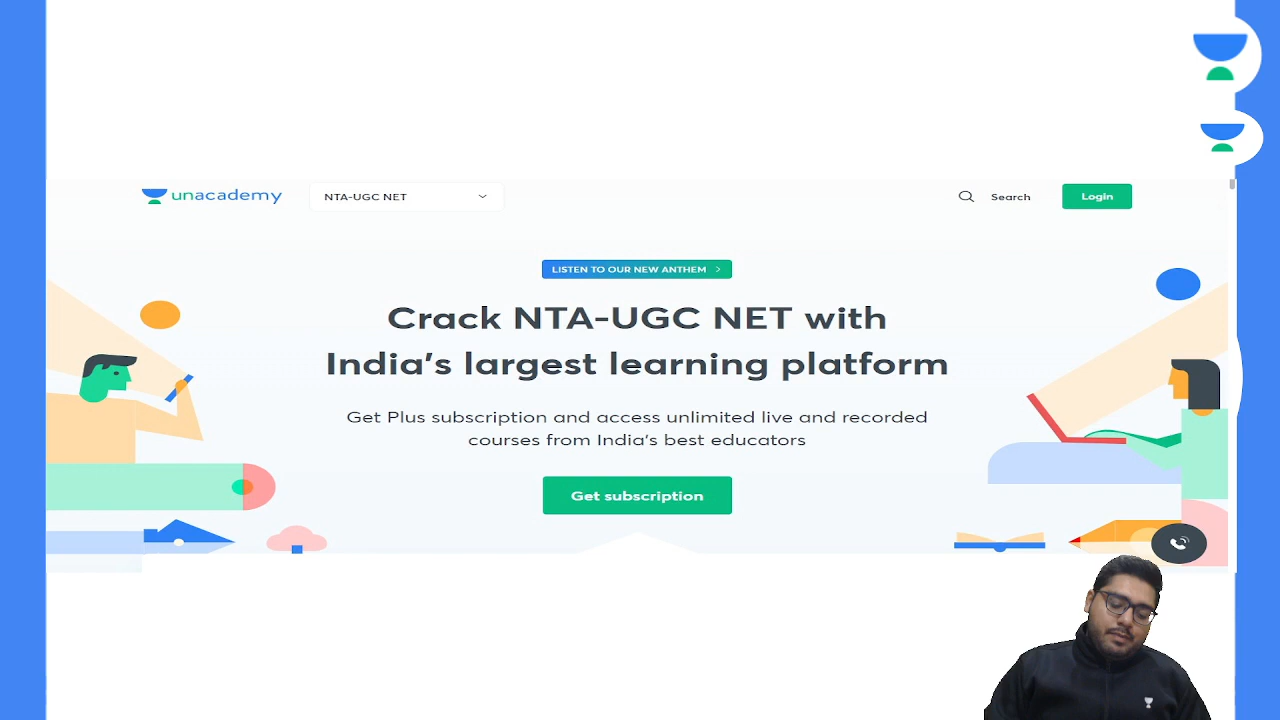 unacademy
NTA-UGC NET
Search
Login
LISTEN TO OUR NEW ANTHEM
Crack NTA-UGC NET with
India's largest learning platform
Get Plus subscription and access unlimited live and recorded
courses from India's best educators
Get subscription